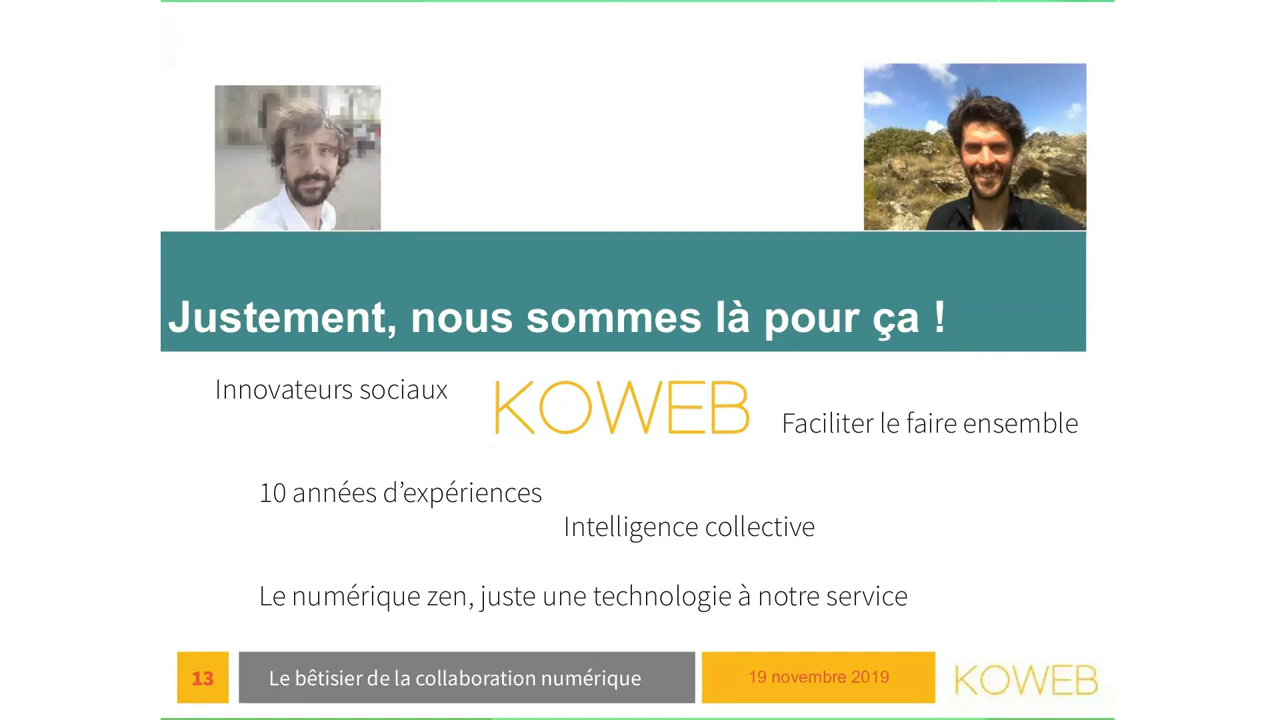 Justement, nous sommes là pour ça !
Innovateurs sociaux
KOWEB
Faciliter le faire ensemble
10 années d’expériences
Intelligence collective
Le numérique zen, juste une technologie à notre service
13
Le bêtisier de la collaboration numérique
19 novembre 2019
KOWEB